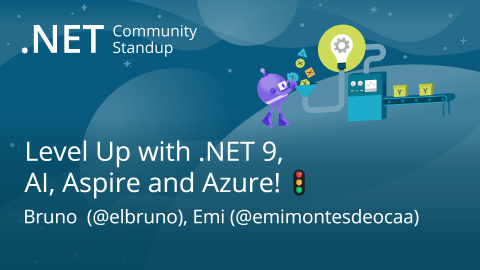 .NET Community
Standup
Level Up with .NET 9,
AI, Aspire and Azure! 🚦
Bruno (@elbruno), Emi (@emimontesdeocaa)